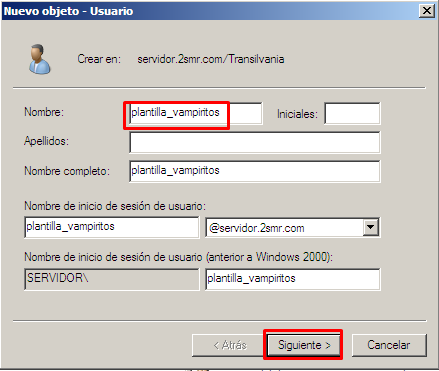 Nuevo objeto - Usuario
Crear en: servidor.2smr.com/Transilvania
Nombre: plantilla_vampiritos Iniciales:
Apellidos:
Nombre completo: plantilla_vampiritos
Nombre de inicio de sesión de usuario:
plantilla_vampiritos @servidor.2smr.com
Nombre de inicio de sesión de usuario (anterior a Windows 2000):
SERVIDOR\ plantilla_vampiritos
< Atrás Siguiente > Cancelar